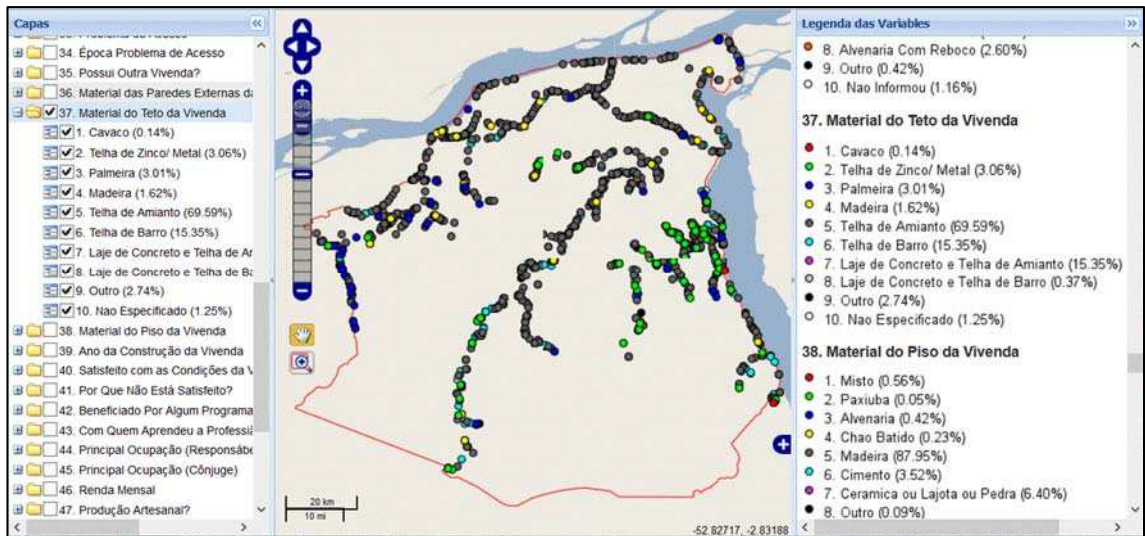 Capas
34. Época Problema de Acesso
35. Possui Outra Vivenda?
36. Material das Paredes Externas da
37. Material do Teto da Vivenda
1. Cavaco (0.14%)
2. Telha de Zinco/ Metal (3.06%)
3. Palmeira (3.01%)
4. Madeira (1.62%)
5. Telha de Amianto (69.59%)
6. Telha de Barro (15.35%)
7. Laje de Concreto e Telha de Ar
8. Laje de Concreto e Telha de Ba
9. Outro (2.74%)
10. Nao Especificado (1.25%)
38. Material do Piso da Vivenda
39. Ano da Construção da Vivenda
40. Satisfeito com as Condições da V
41. Por Que Não Está Satisfeito?
42. Beneficiado Por Algum Programa
43. Com Quem Aprendeu a Professiã
44. Principal Ocupação (Responsábe
45. Principal Ocupação (Cônjuge)
46. Renda Mensal
47. Produção Artesanal?
20 km
10 mi
-52.82717, -2.83188
Legenda das Variables
8. Alvenaria Com Reboco (2.60%)
9. Outro (0.42%)
10. Nao Informou (1.16%)
37. Material do Teto da Vivenda
1. Cavaco (0.14%)
2. Telha de Zinco/ Metal (3.06%)
3. Palmeira (3.01%)
4. Madeira (1.62%)
5. Telha de Amianto (69.59%)
6. Telha de Barro (15.35%)
7. Laje de Concreto e Telha de Amianto (15.35%)
8. Laje de Concreto e Telha de Barro (0.37%)
9. Outro (2.74%)
10. Nao Especificado (1.25%)
38. Material do Piso da Vivenda
1. Misto (0.56%)
2. Paxiuba (0.05%)
3. Alvenaria (0.42%)
4. Chao Batido (0.23%)
5. Madeira (87.95%)
6. Cimento (3.52%)
7. Ceramica ou Lajota ou Pedra (6.40%)
8. Outro (0.09%)